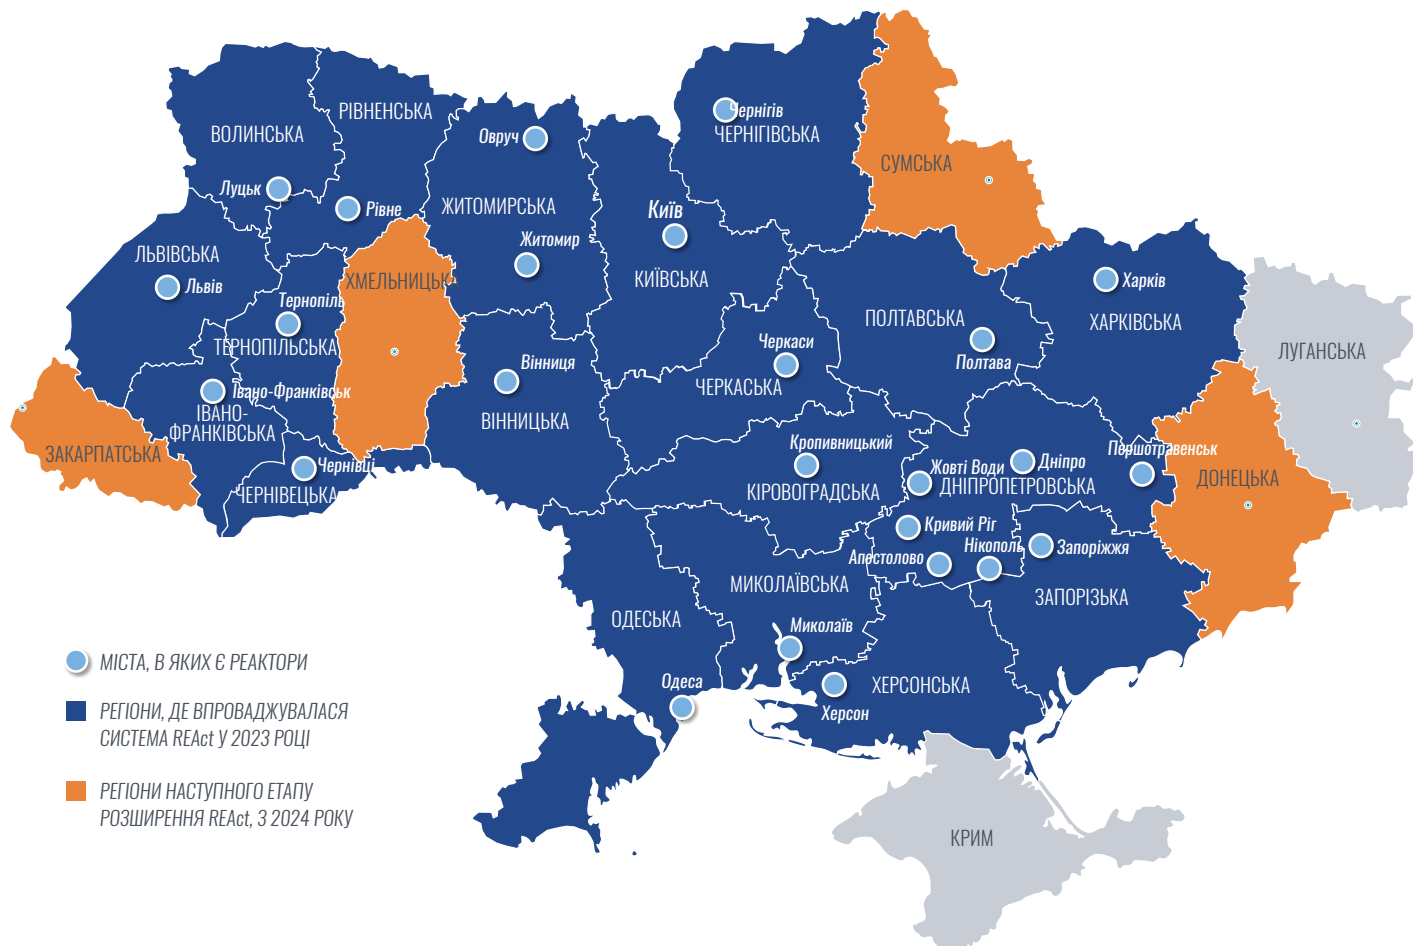 Чернігів
РІВНЕНСЬКА
ВОЛИНСЬКА
Овруч
ЧЕРНІГІВСЬКА
СУМСЬКА
Луцьк
Рівне
ЖИТОМИРСЬКА
Київ
Житомир
ЛЬВІВСЬКА
ХМЕЛЬНИЦЬК
КИЇВСЬКА
Харків
Львів
Тернопіль
ПОЛТАВСЬКА
ХАРКІВСЬКА
ТЕРНОПІЛЬСЬКА
Черкаси
ЛУГАНСЬКА
Вінниця
Полтава
ЧЕРКАСЬКА
Івано-Франківськ
ІВАНО-
ФРАНКІВСЬКА
ВІННИЦЬКА
Кропивницький
Першотравенськ
ЗАКАРПАТСЬКА
Чернівці
Жовті Води
Дніпро
ДОНЕЦЬКА
ЧЕРНІВЕЦЬКА
КІРОВОГРАДСЬКА
ДНІПРОПЕТРОВСЬКА
Кривий Ріг
Нікополь
Запоріжжя
Апостолово
МИКОЛАЇВСЬКА
ЗАПОРІЗЬКА
ОДЕСЬКА
Миколаїв
Одеса
ХЕРСОНСЬКА
Херсон
КРИМ
МІСТА, В ЯКИХ Є РЕАКТОРИ
РЕГІОНИ, ДЕ ВПРОВАДЖУВАЛАСЯ
СИСТЕМА REAct У 2023 РОЦІ
РЕГІОНИ НАСТУПНОГО ЕТАПУ
РОЗШИРЕННЯ REAct, З 2024 РОКУ